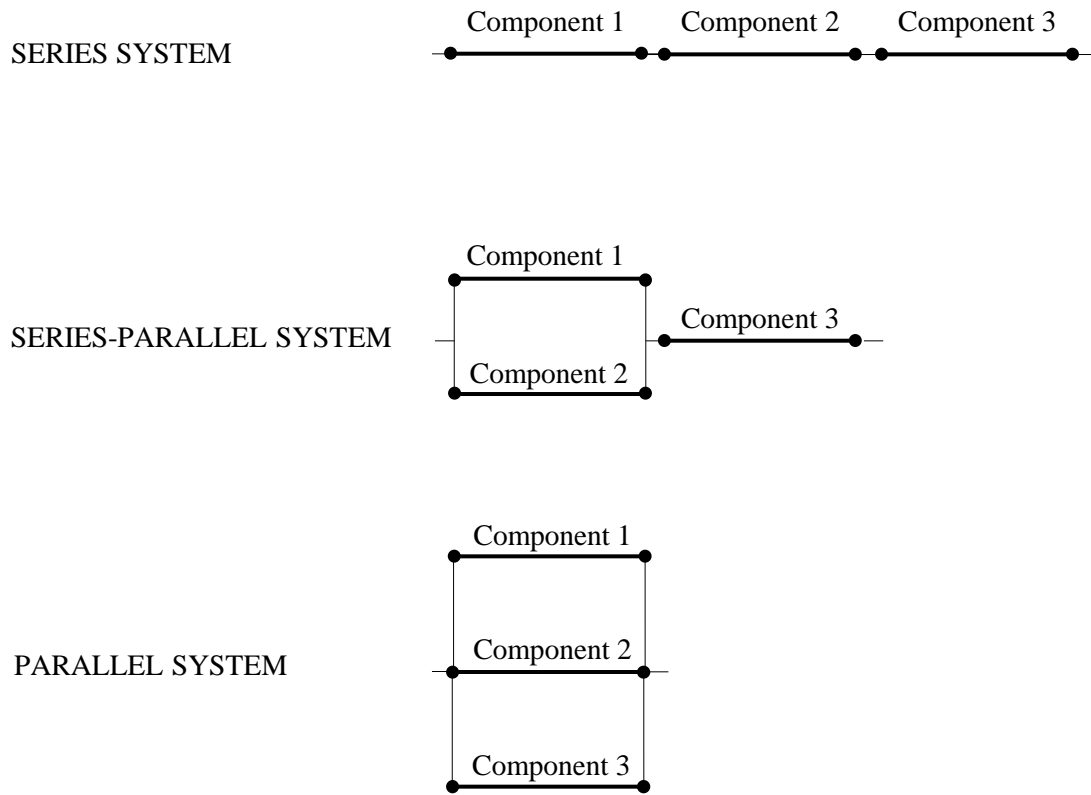 SERIES SYSTEM
Component 1
Component 2
Component 3
SERIES-PARALLEL SYSTEM
Component 1
Component 2
Component 3
PARALLEL SYSTEM
Component 1
Component 2
Component 3